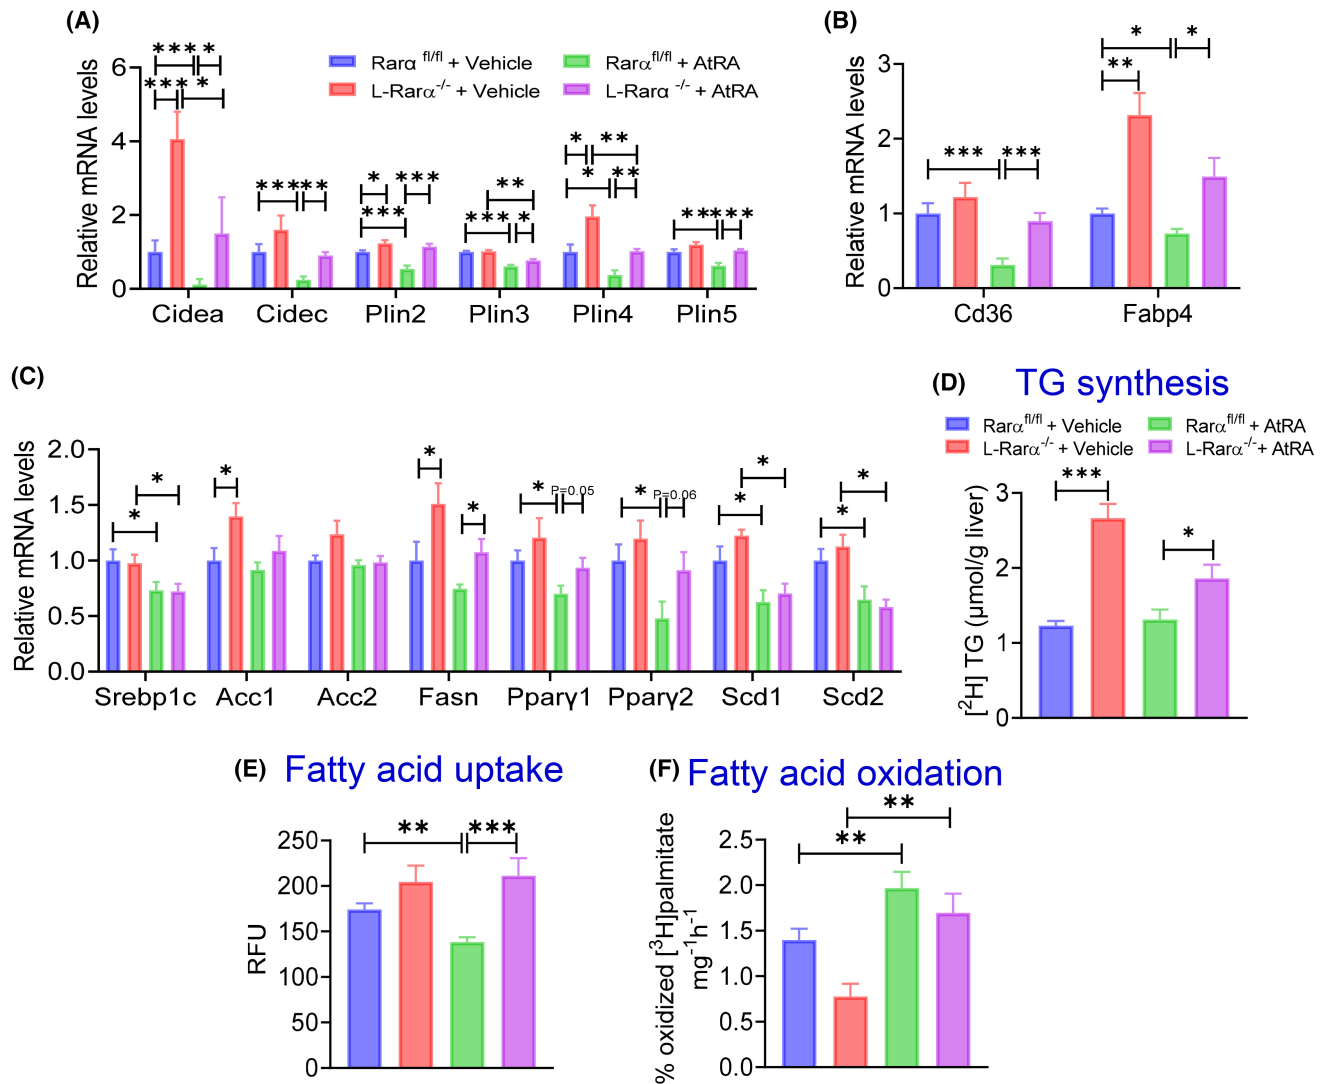 (A)
Relative mRNA levels
6
4
2
0
Rarα fl/fl + Vehicle
L-Rarα-/- + Vehicle
Rarαfl/fl + AtRA
L-Rarα -/- + AtRA
**** *
*** *
*** **
* ***
***
**
*** *
* **
* **
*** ***
Cidea Cidec Plin2 Plin3 Plin4 Plin5
(B)
Relative mRNA levels
3
2
1
0
*** ***
* *
**
Cd36 Fabp4
(C)
Relative mRNA levels
2.0
1.5
1.0
0.5
0.0
*
*
*
*
*
* P=0.05
* P=0.06
*
*
*
*
Srebp1c Acc1 Acc2 Fasn Pparγ1 Pparγ2 Scd1 Scd2
(D) TG synthesis
Rarαfl/fl + Vehicle
L-Rarα-/- + Vehicle
Rarαfl/fl + AtRA
L-Rarα-/- + AtRA
[2H] TG (μmol/g liver)
3
2
1
0
***
*
(E) Fatty acid uptake
RFU
250
200
150
100
50
0
** ***
(F) Fatty acid oxidation
% oxidized [3H]palmitate
mg-1h-1
2.5
2.0
1.5
1.0
0.5
0.0
**
**